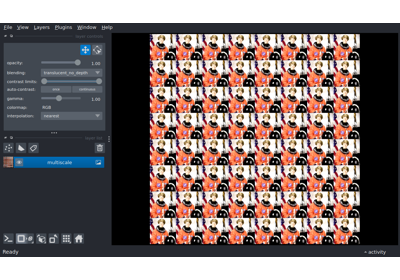 File View Layers Plugins Window Help
opacity: 1.00
blending: translucent_no_depth
contrast limits:
auto-contrast: once continuous
gamma: 1.00
colormap: RGB
interpolation: nearest
multiscale
Ready
activity